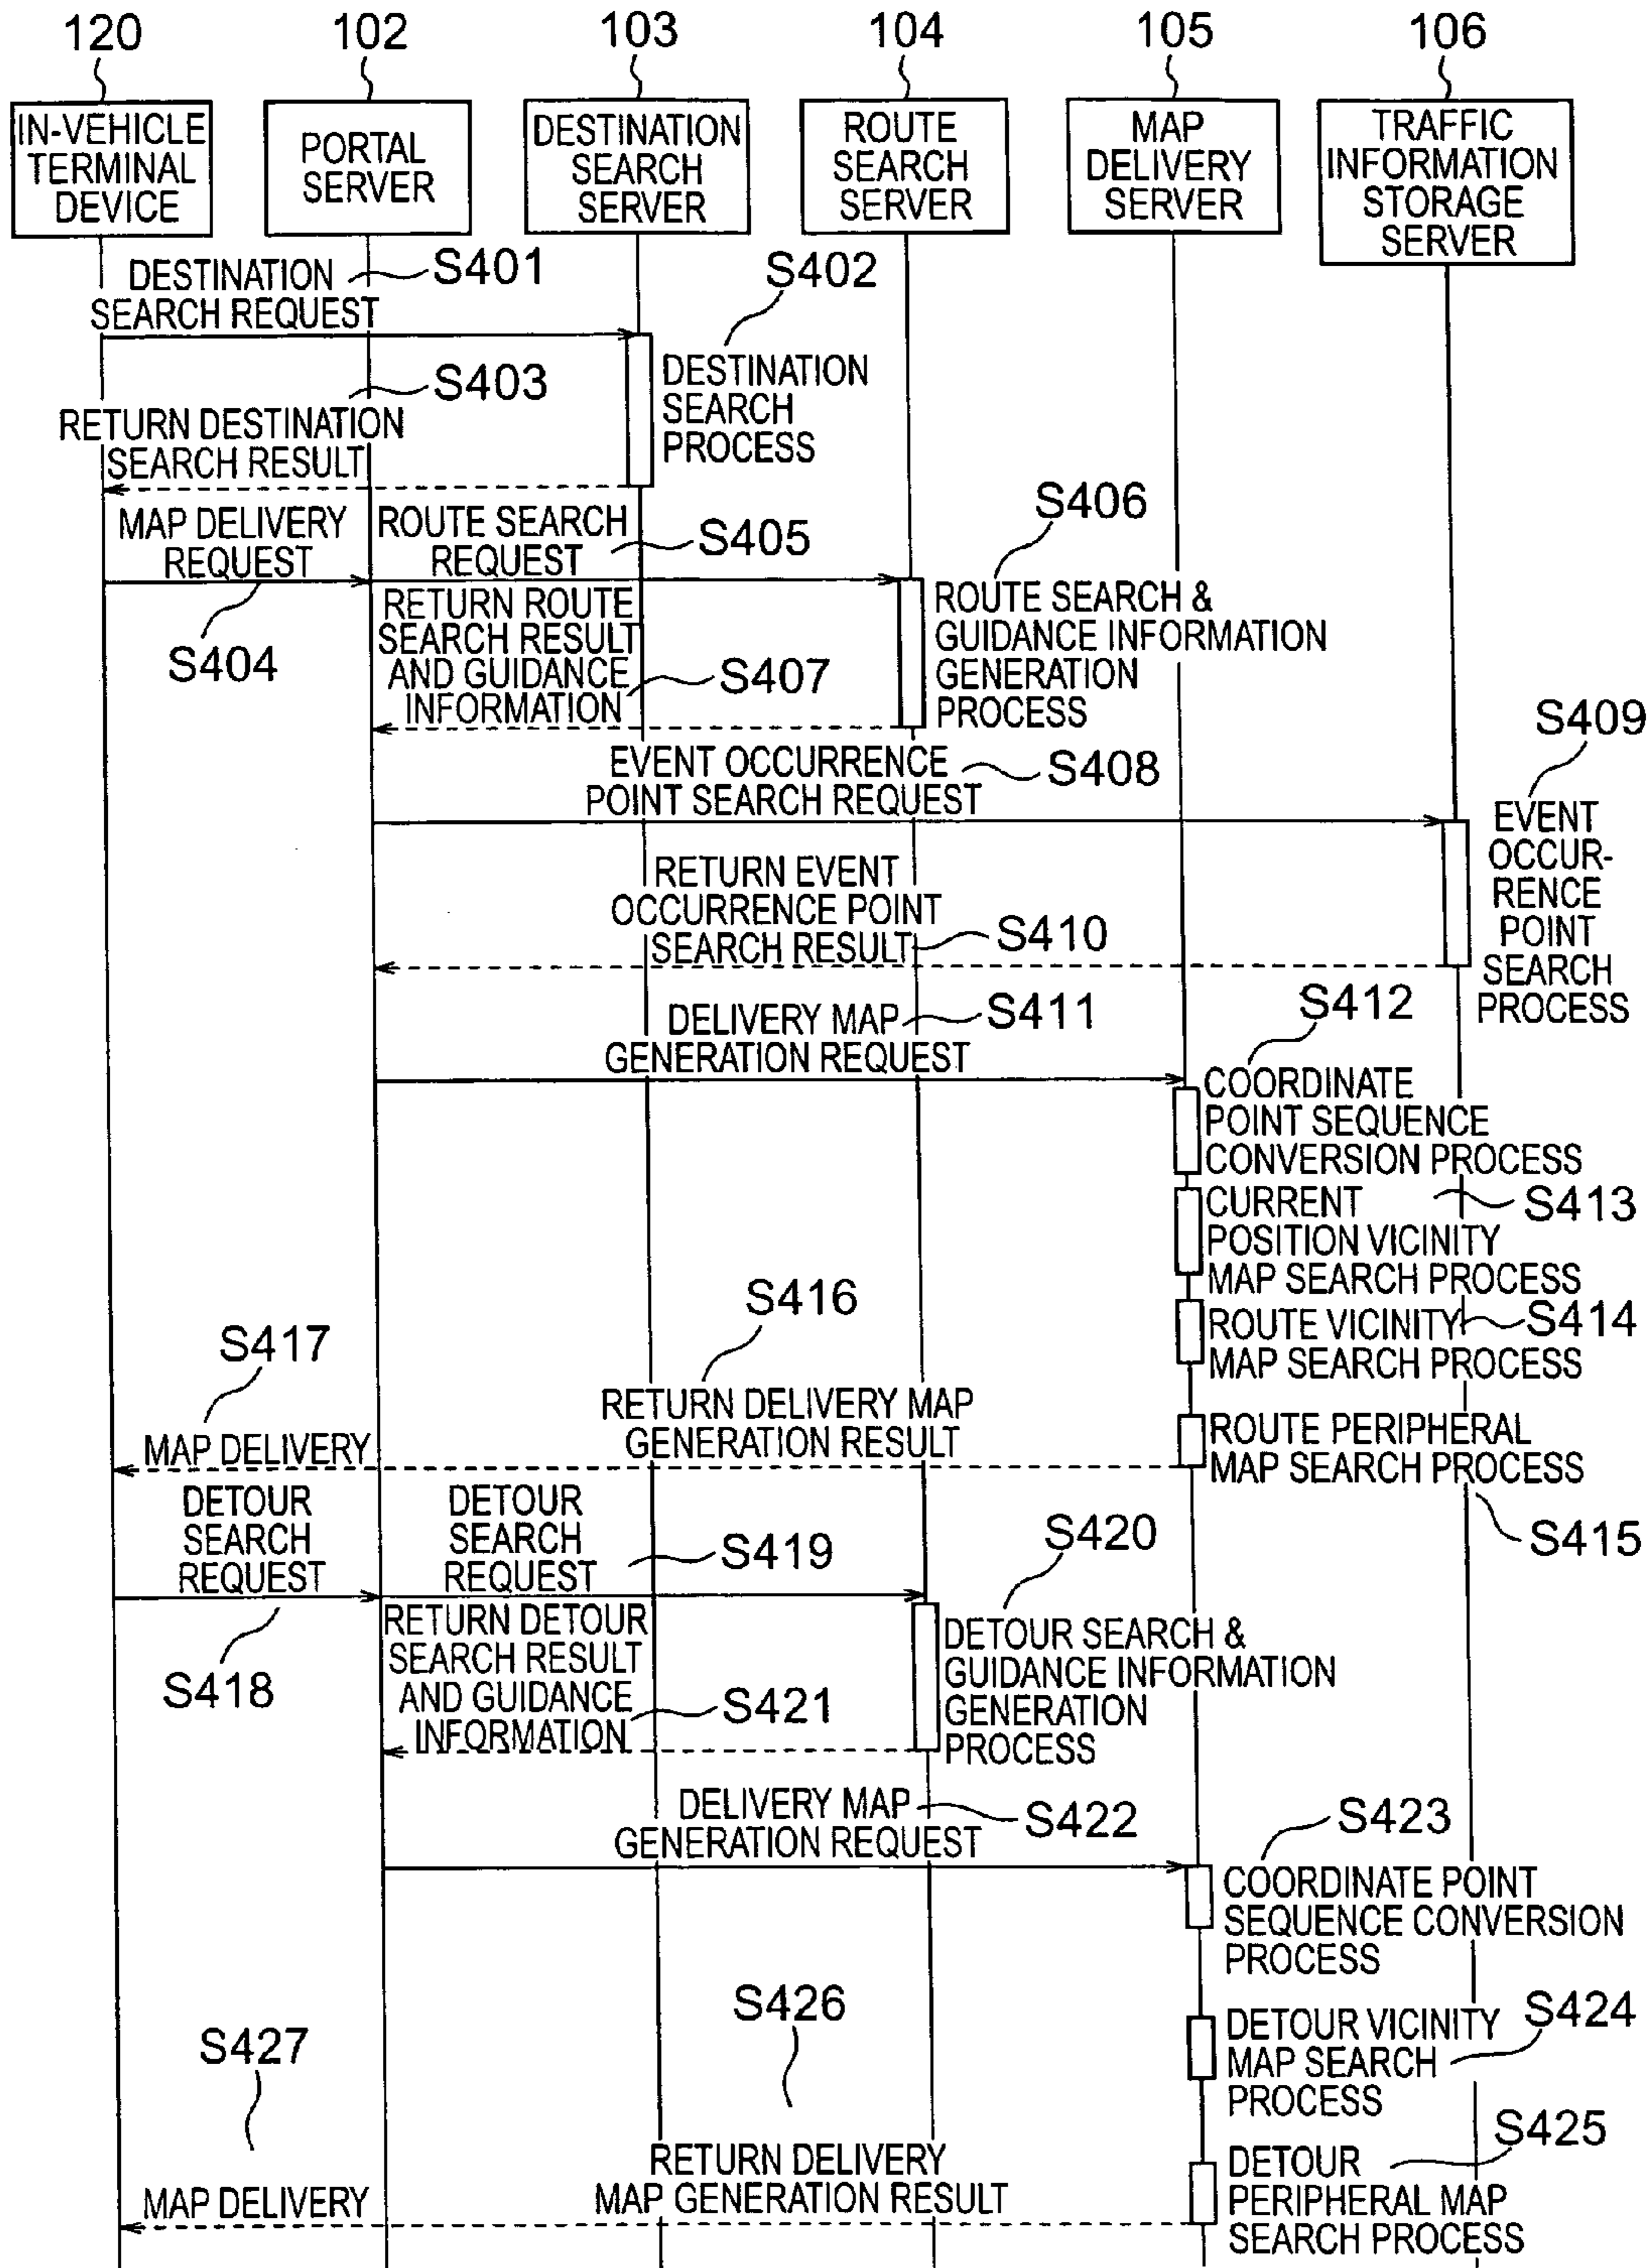 120
102
103
104
105
106
IN-VEHICLE
TERMINAL
DEVICE
PORTAL
SERVER
DESTINATION
SEARCH
SERVER
ROUTE
SEARCH
SERVER
MAP
DELIVERY
SERVER
TRAFFIC
INFORMATION
STORAGE
SERVER
DESTINATION
SEARCH REQUEST
S401
S402
DESTINATION
SEARCH
PROCESS
S403
RETURN DESTINATION
SEARCH RESULT
MAP DELIVERY
REQUEST
S404
ROUTE SEARCH
REQUEST
S405
S406
ROUTE SEARCH &
GUIDANCE INFORMATION
GENERATION
PROCESS
RETURN ROUTE
SEARCH RESULT
AND GUIDANCE
INFORMATION
S407
EVENT OCCURRENCE
POINT SEARCH REQUEST
S408
S409
EVENT
OCCUR-
RENCE
POINT
SEARCH
PROCESS
RETURN EVENT
OCCURRENCE POINT
SEARCH RESULT
S410
DELIVERY MAP
GENERATION REQUEST
S411
S412
COORDINATE
POINT SEQUENCE
CONVERSION PROCESS
CURRENT
POSITION VICINITY
MAP SEARCH PROCESS
S413
ROUTE VICINITY
MAP SEARCH PROCESS
S414
ROUTE PERIPHERAL
MAP SEARCH PROCESS
S415
S416
RETURN DELIVERY MAP
GENERATION RESULT
S417
MAP DELIVERY
DETOUR
SEARCH
REQUEST
S418
DETOUR
SEARCH
REQUEST
S419
S420
DETOUR SEARCH &
GUIDANCE INFORMATION
GENERATION
PROCESS
RETURN DETOUR
SEARCH RESULT
AND GUIDANCE
INFORMATION
S421
DELIVERY MAP
GENERATION REQUEST
S422
S423
COORDINATE POINT
SEQUENCE CONVERSION
PROCESS
DETOUR VICINITY
MAP SEARCH
PROCESS
S424
S425
DETOUR
PERIPHERAL MAP
SEARCH PROCESS
S426
RETURN DELIVERY
MAP GENERATION RESULT
S427
MAP DELIVERY